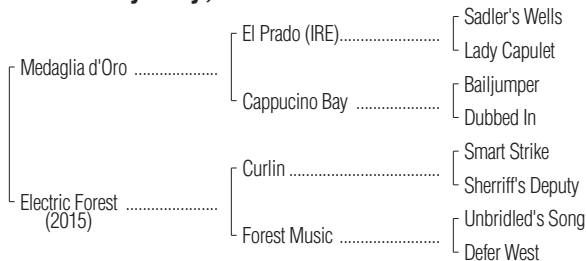 Sadler's Wells
El Prado (IRE)....................
Lady Capulet
Medaglia d'Oro .....................
Bailjumper
Cappucino Bay .....................
Dubbed In
Smart Strike
Curlin ..................................
Sherriff's Deputy
Electric Forest .......................
(2015)
Unbridled's Song
Forest Music ........................
Defer West